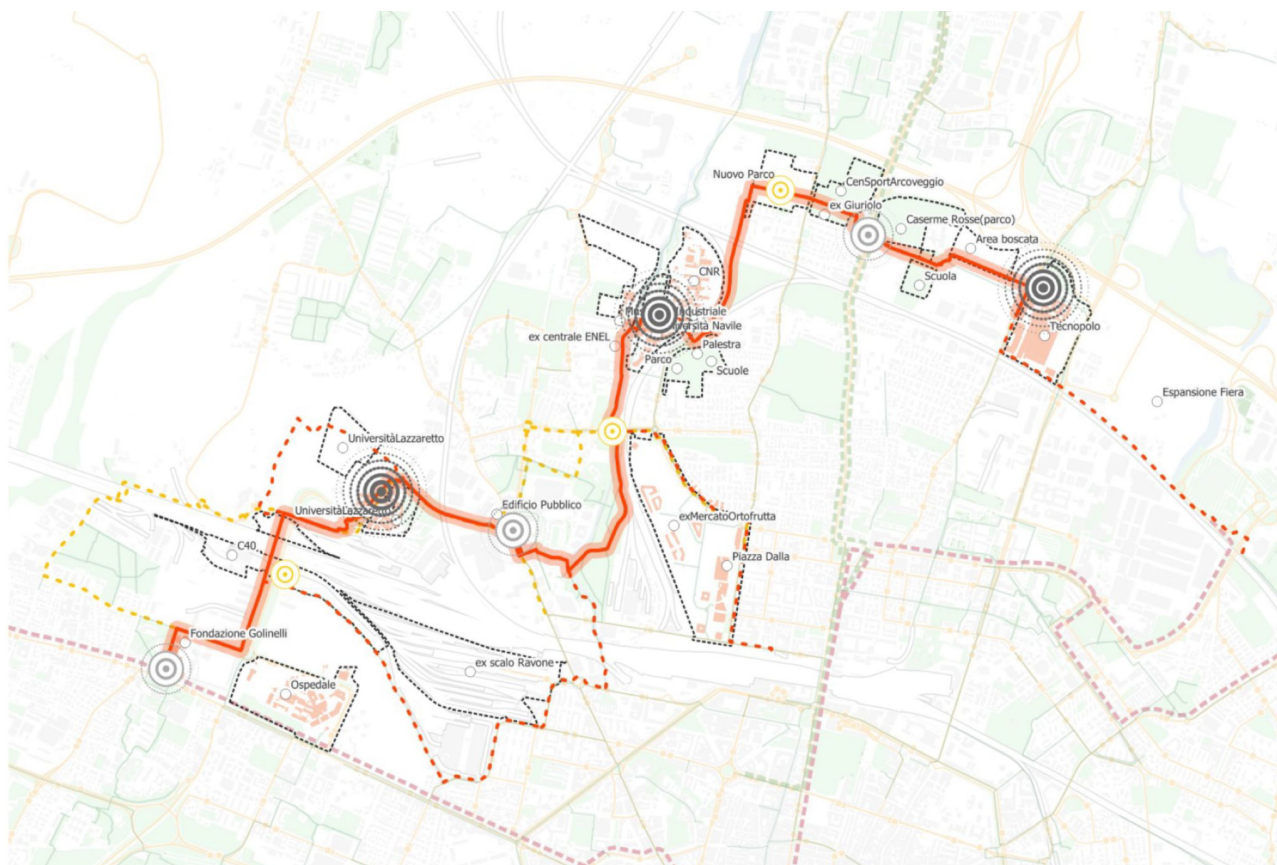 Nuovo Parco
CenSportArcoveggio
ex Giuriolo
Caserme Rosse(parco)
Area boscata
CNR
Scuola
Industriale
ex centrale ENEL
Navile
Tecnopolo
Palestra
Parco
Scuole
Espansione Fiera
UniversitàLazzaretto
UniversitàLazzaretto
Edificio Pubblico
exMercatoOrtofrutta
C40
Piazza Dalla
Fondazione Golinelli
ex scalo Ravone
Ospedale